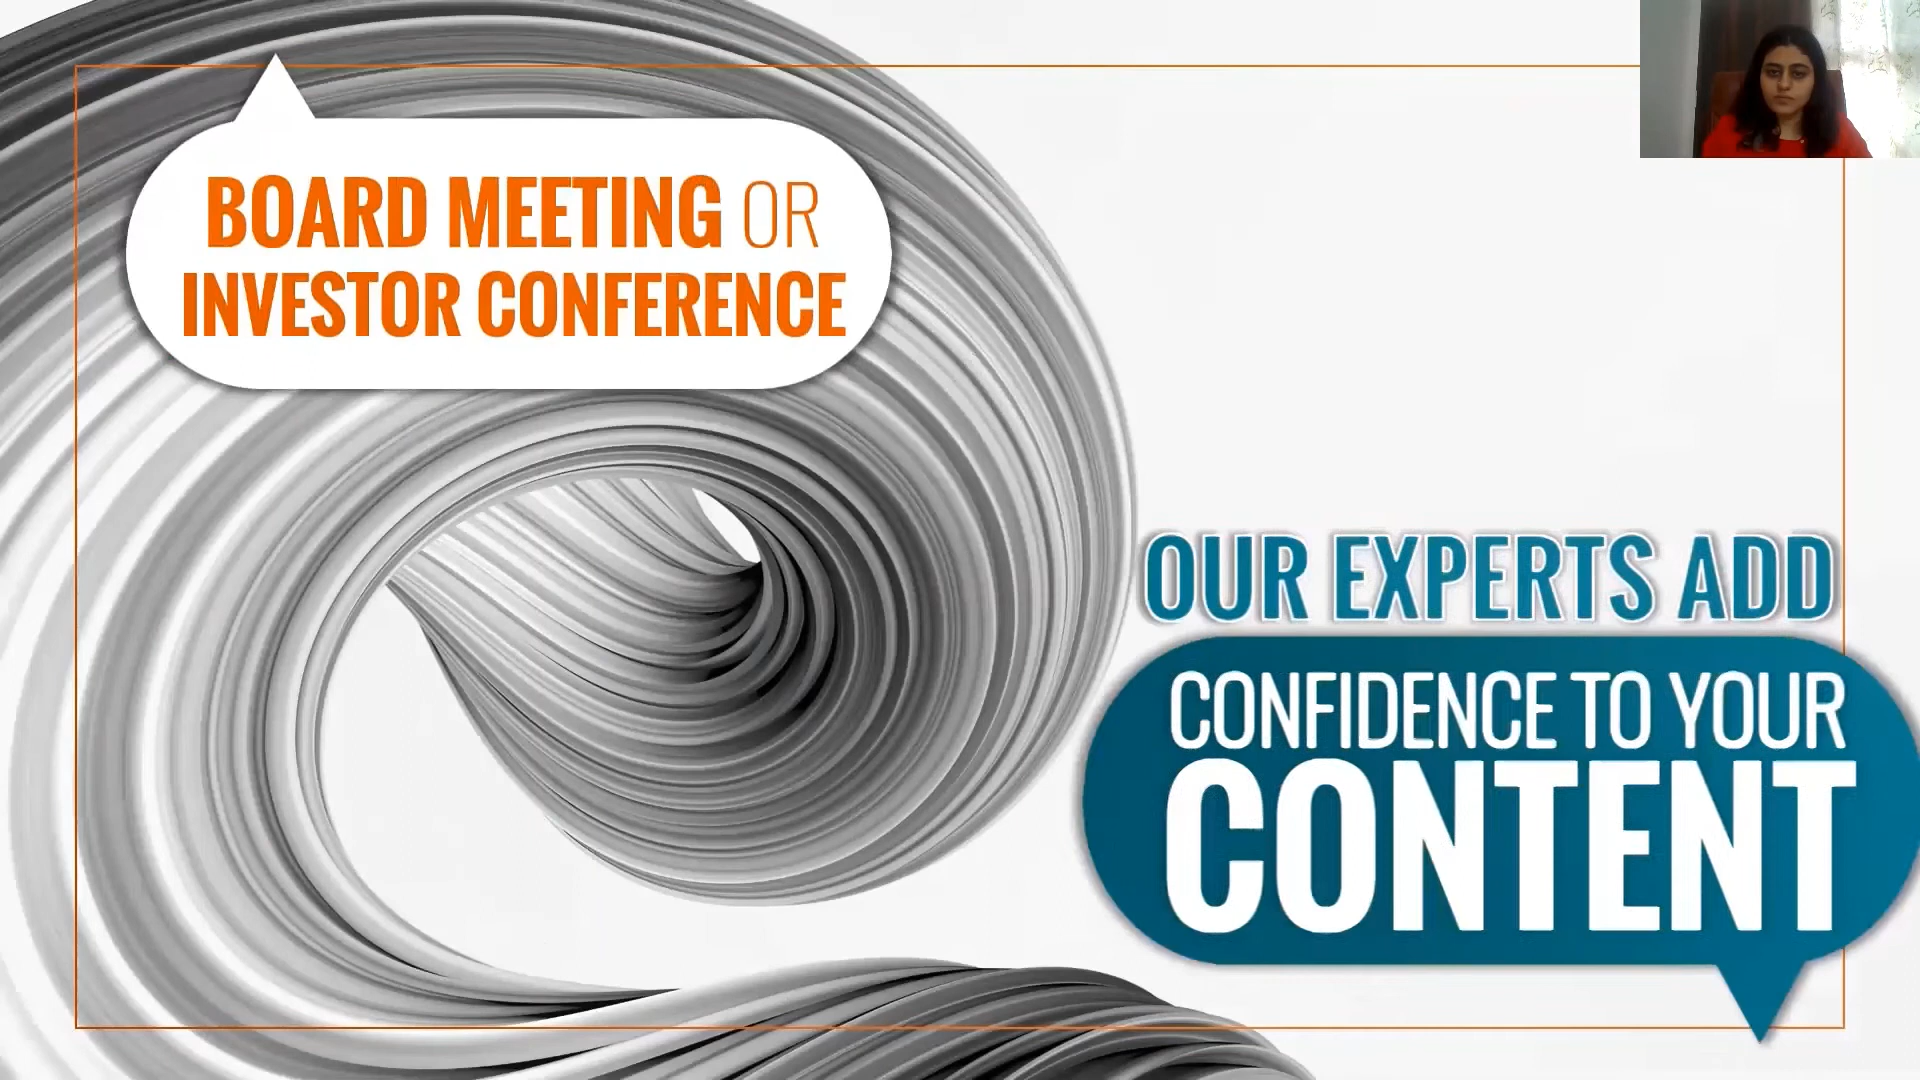 BOARD MEETING OR
INVESTOR CONFERENCE
OUR EXPERTS ADD
CONFIDENCE TO YOUR
CONTENT